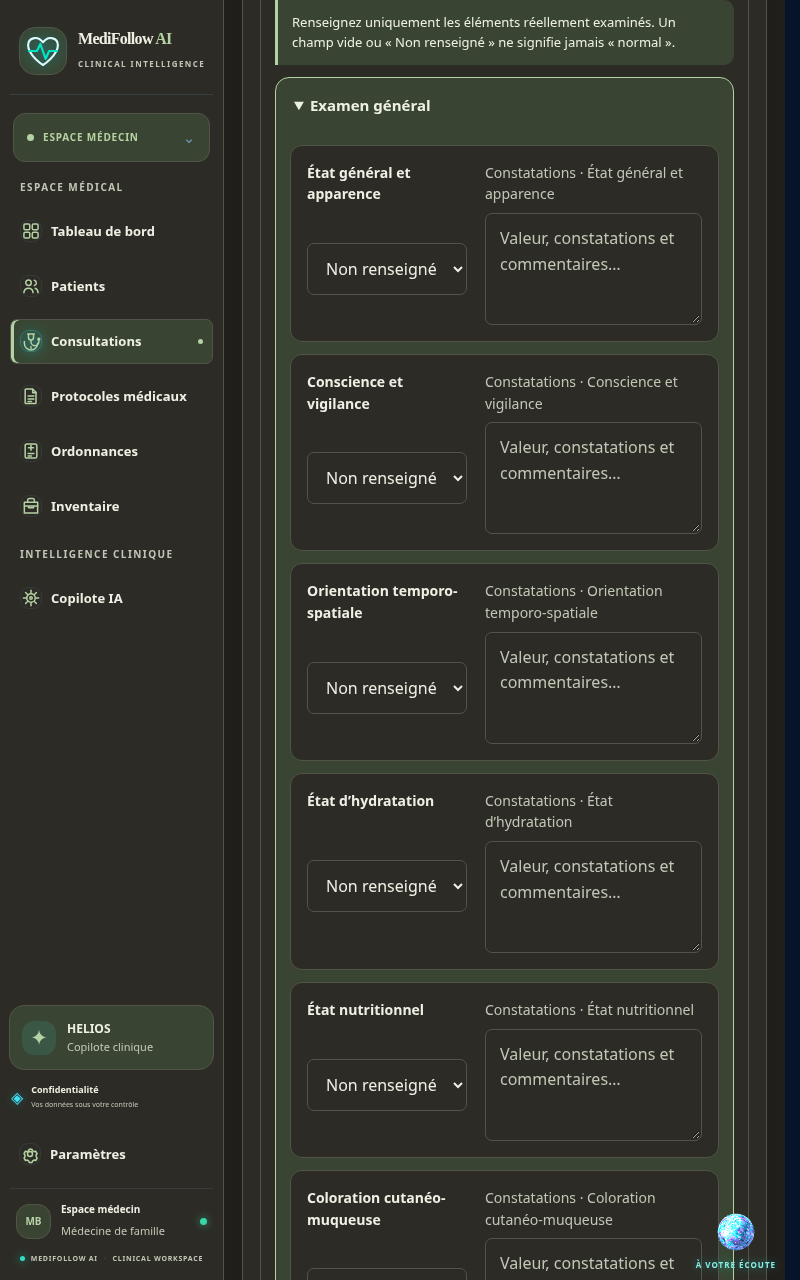 MediFollow AI
CLINICAL INTELLIGENCE
ESPACE MÉDECIN
ESPACE MÉDICAL
Tableau de bord
Patients
Consultations
Protocoles médicaux
Ordonnances
Inventaire
INTELLIGENCE CLINIQUE
Copilote IA
HELIOS
Copilote clinique
Confidentialité
Vos données sous votre contrôle
Paramètres
MB
Espace médecin
Médecine de famille
MEDIFOLLOW AI · CLINICAL WORKSPACE
Renseignez uniquement les éléments réellement examinés. Un
champ vide ou « Non renseigné » ne signifie jamais « normal ».
Examen général
État général et
apparence
Non renseigné
Constatations · État général et
apparence
Valeur, constatations et
commentaires...
Conscience et
vigilance
Non renseigné
Constatations · Conscience et
vigilance
Valeur, constatations et
commentaires...
Orientation temporo-
spatiale
Non renseigné
Constatations · Orientation
temporo-spatiale
Valeur, constatations et
commentaires...
État d’hydratation
Non renseigné
Constatations · État
d’hydratation
Valeur, constatations et
commentaires...
État nutritionnel
Non renseigné
Constatations · État nutritionnel
Valeur, constatations et
commentaires...
Coloration cutanéo-
muqueuse
Constatations · Coloration
cutanéo-muqueuse
Valeur, constatations et
À VOTRE ÉCOUTE